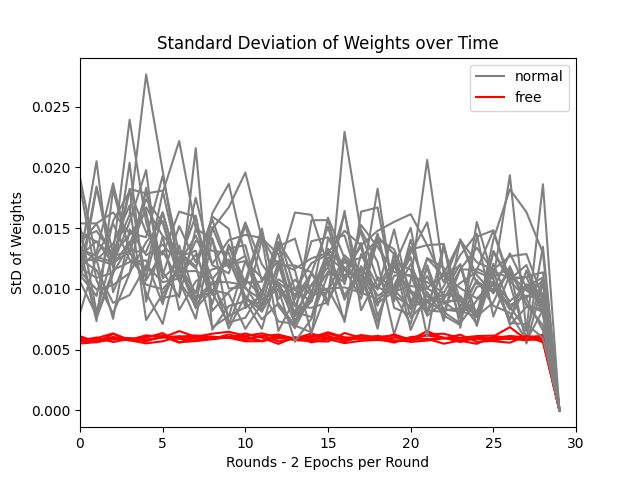 Standard Deviation of Weights over Time
normal
free
StD of Weights
0.025
0.020
0.015
0.010
0.005
0.000
0
5
10
15
20
25
30
Rounds - 2 Epochs per Round